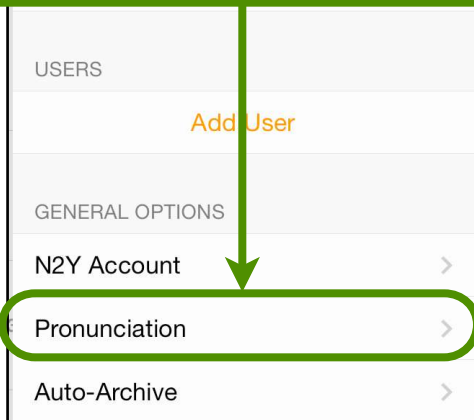 USERS
Add User
GENERAL OPTIONS
N2Y Account
Pronunciation
Auto-Archive